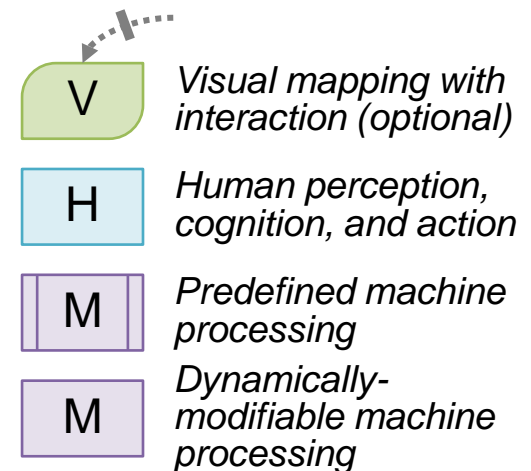 V
Visual mapping with
interaction (optional)
H
Human perception,
cognition, and action
M
Predefined machine
processing
M
Dynamically-
modifiable machine
processing